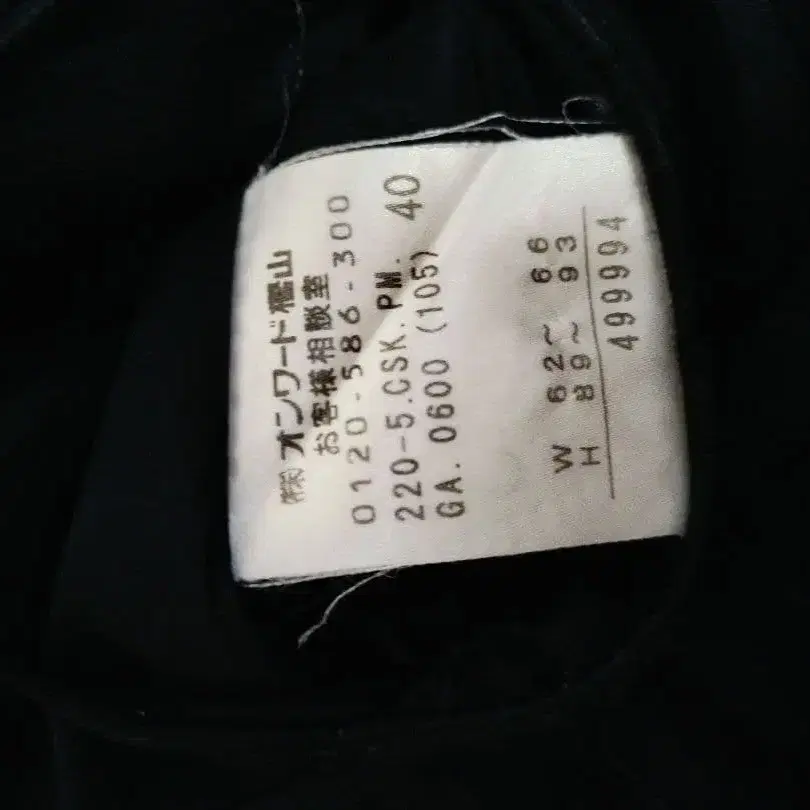 ㈱オンワード樫山
お客様相談室
0120-586-300
220-5.CSK.PM. 40
GA. 0600 (105)
W 62~ 66
H 89~ 93
499994